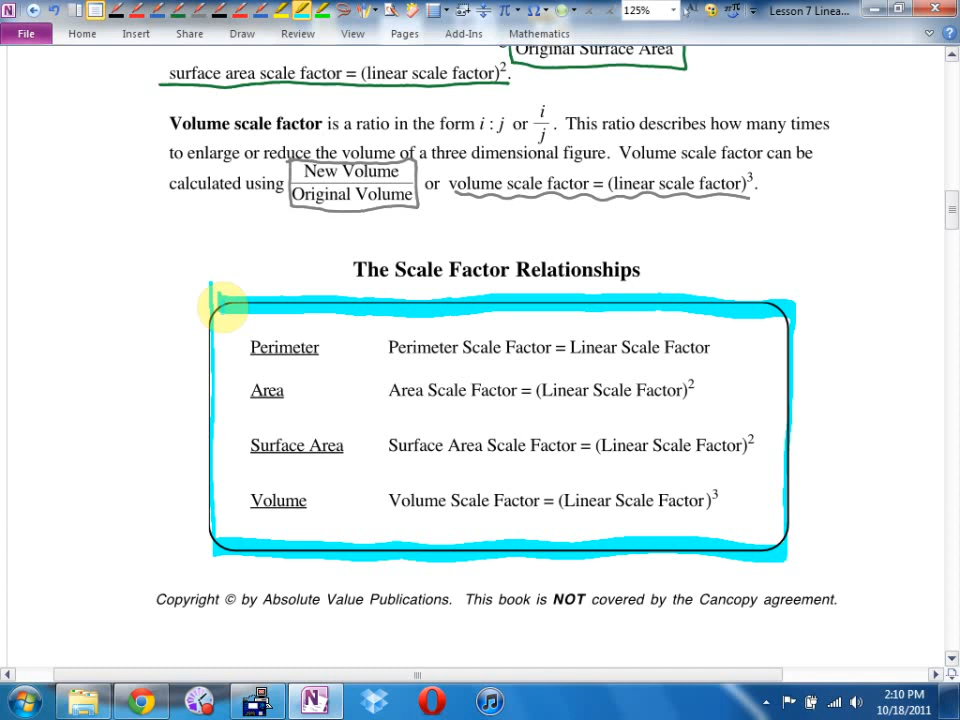 125%
Lesson 7 Linea...
File Home Insert Share Draw Review View Pages Add-Ins Mathematics
Original Surface Area
surface area scale factor = (linear scale factor)².
Volume scale factor is a ratio in the form i : j or i/j. This ratio describes how many times
to enlarge or reduce the volume of a three dimensional figure. Volume scale factor can be
calculated using New Volume/Original Volume or volume scale factor = (linear scale factor)³.
The Scale Factor Relationships
Perimeter Perimeter Scale Factor = Linear Scale Factor
Area Area Scale Factor = (Linear Scale Factor)²
Surface Area Surface Area Scale Factor = (Linear Scale Factor)²
Volume Volume Scale Factor = (Linear Scale Factor)³
Copyright © by Absolute Value Publications. This book is NOT covered by the Cancopy agreement.
2:10 PM
10/18/2011